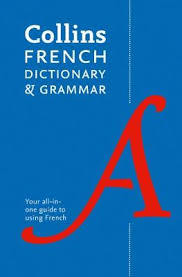 Collins
FRENCH
DICTIONARY
& GRAMMAR
Your all-in-
one guide to
using French
A